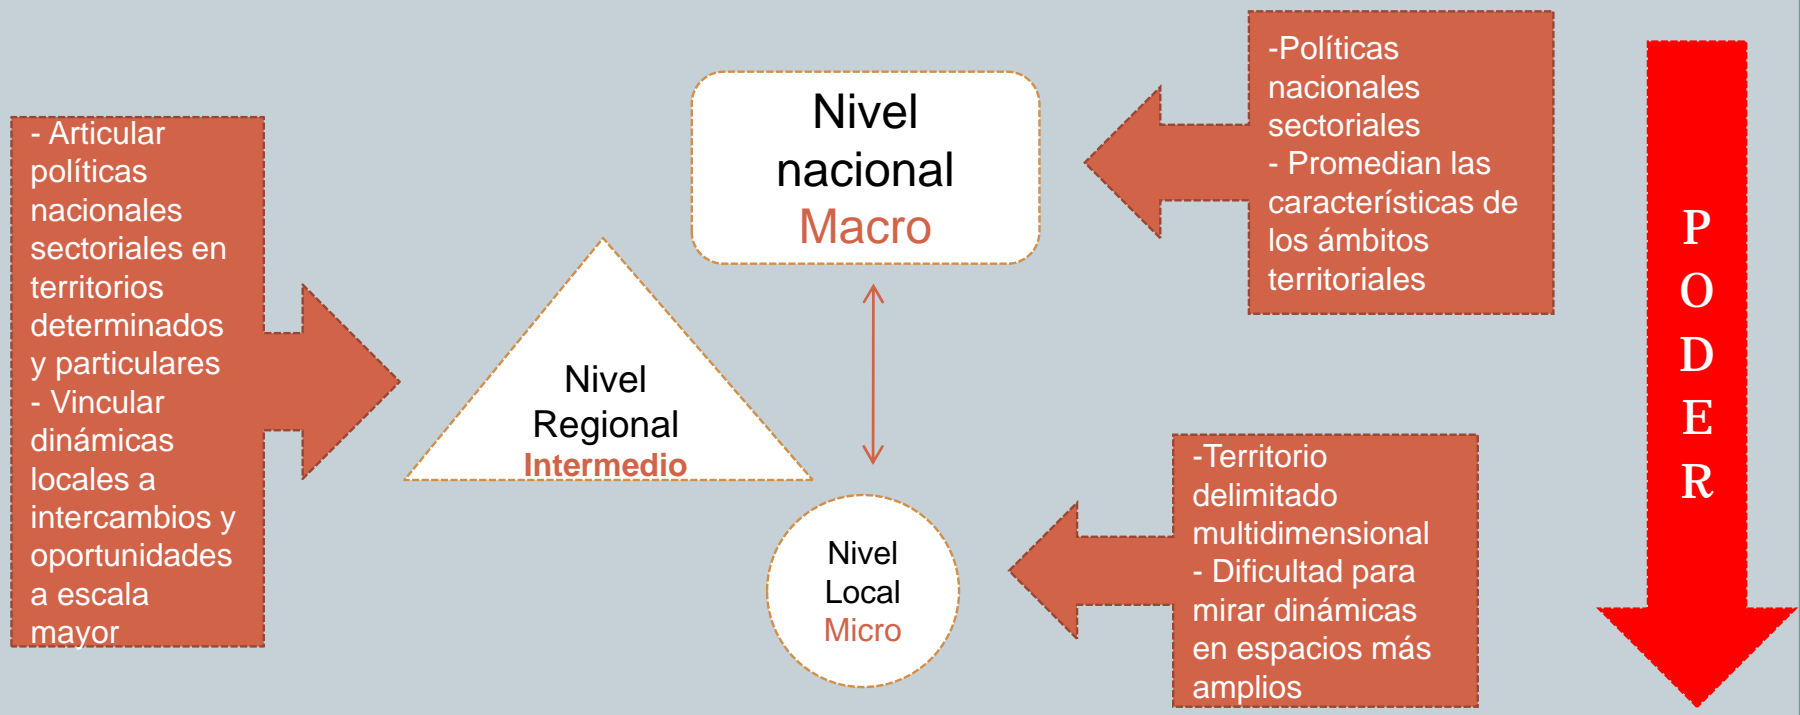 - Articular
políticas
nacionales
sectoriales en
territorios
determinados
y particulares
- Vincular
dinámicas
locales a
intercambios y
oportunidades
a escala
mayor
Nivel
nacional
Macro
Nivel
Regional
Intermedio
Nivel
Local
Micro
-Políticas
nacionales
sectoriales
- Promedian las
características de
los ámbitos
territoriales
-Territorio
delimitado
multidimensional
- Dificultad para
mirar dinámicas
en espacios más
amplios
P
O
D
E
R